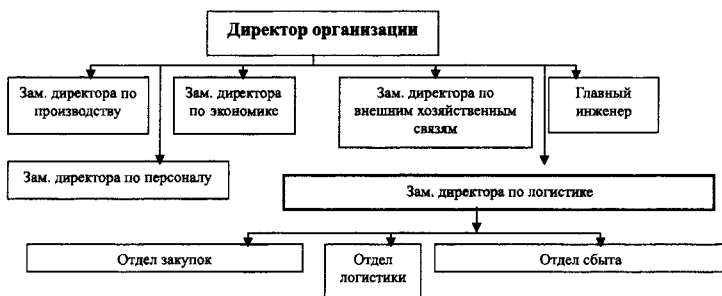 Директор организации
Зам. директора по
производству
Зам. директора
по экономике
Зам. директора по
внешним хозяйственным
связям
Главный
инженер
Зам. директора по персоналу
Зам. директора по логистике
Отдел закупок
Отдел
логистики
Отдел сбыта